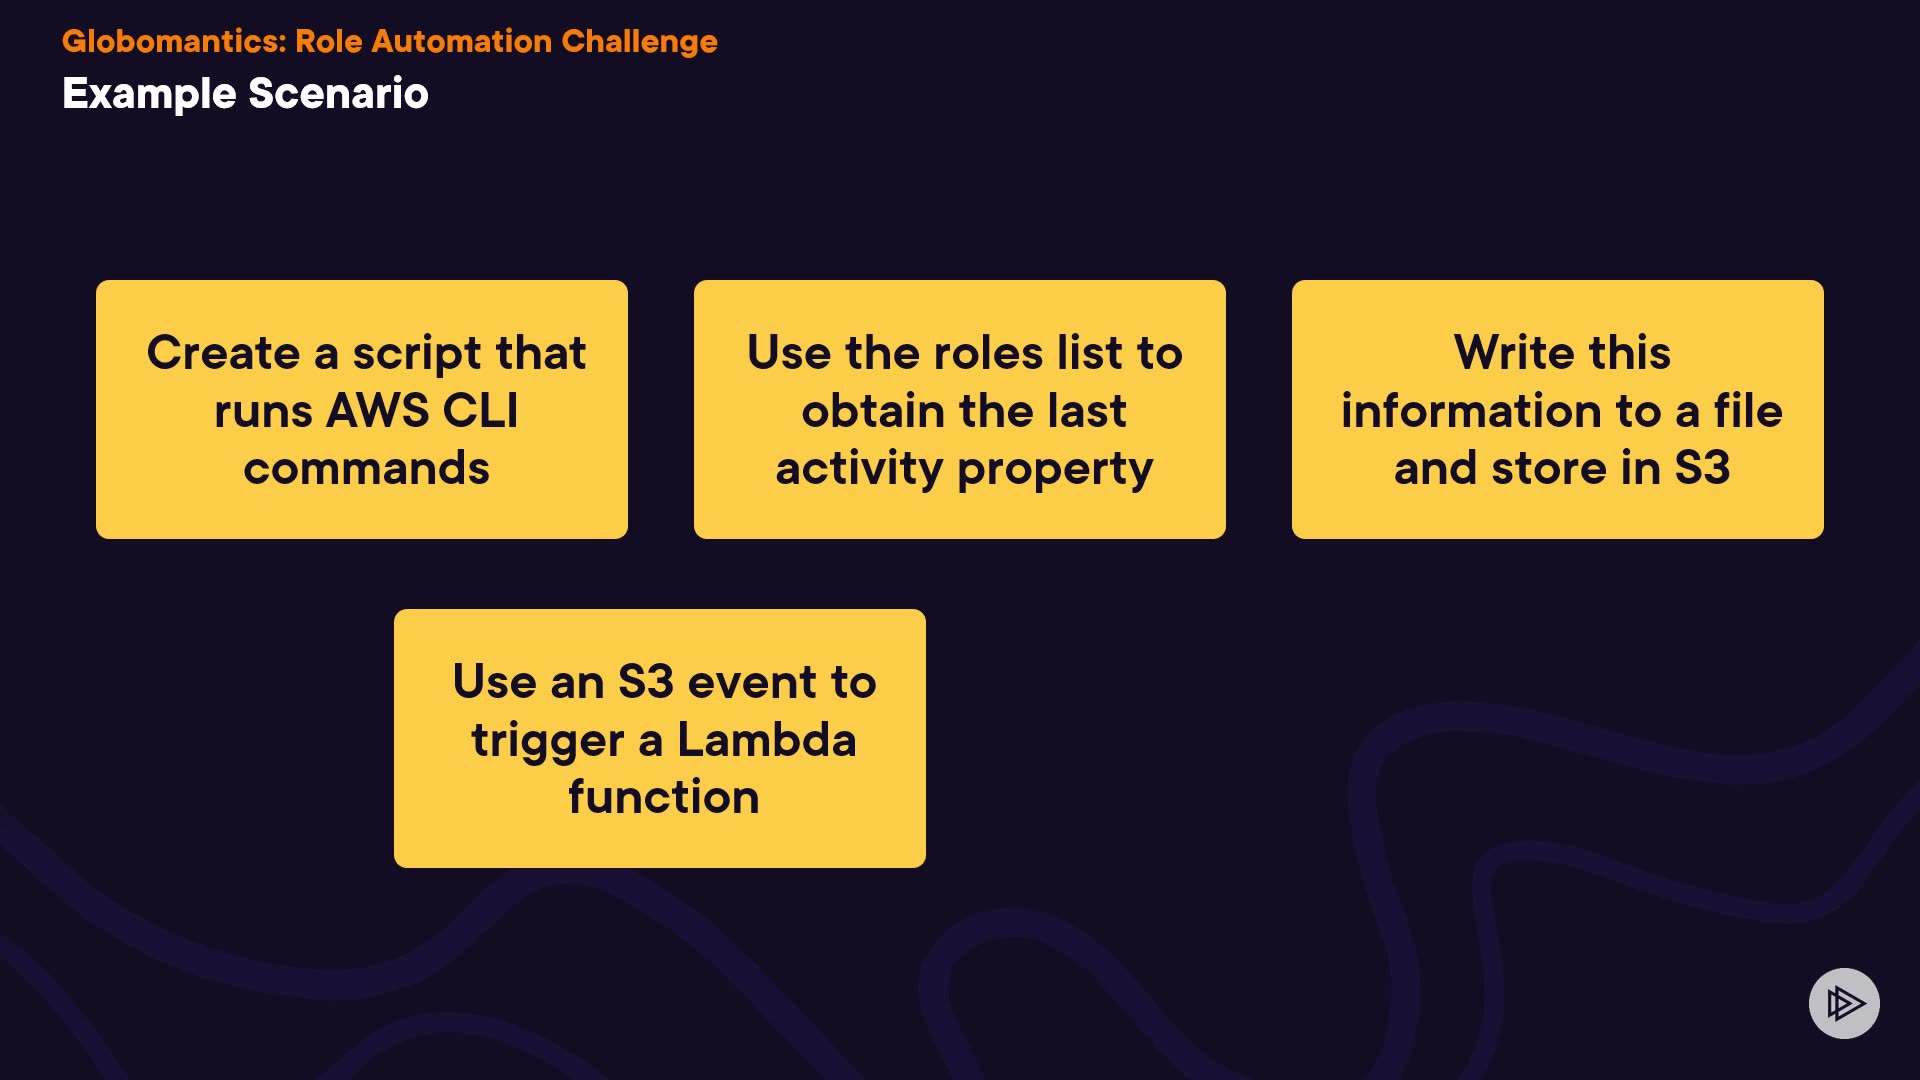 Globomantics: Role Automation Challenge
Example Scenario
Create a script that
runs AWS CLI
commands
Use the roles list to
obtain the last
activity property
Write this
information to a file
and store in S3
Use an S3 event to
trigger a Lambda
function